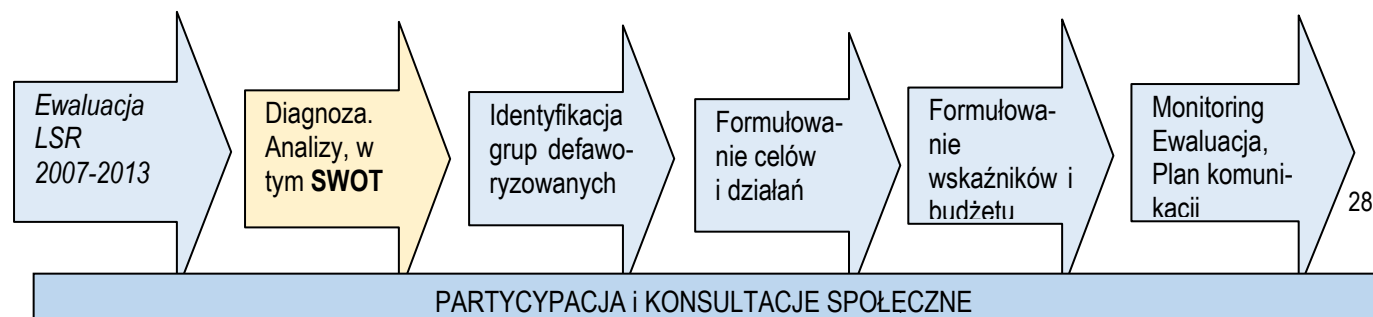 Ewaluacja
LSR
2007-2013
Diagnoza.
Analizy, w
tym SWOT
Identyfikacja
grup defawo-
ryzowanych
Formułowa-
nie celów
i działań
Formułowa-
nie
wskaźników i
budżetu
Monitoring
Ewaluacja,
Plan komuni-
kacji
28
PARTYCYPACJA i KONSULTACJE SPOŁECZNE